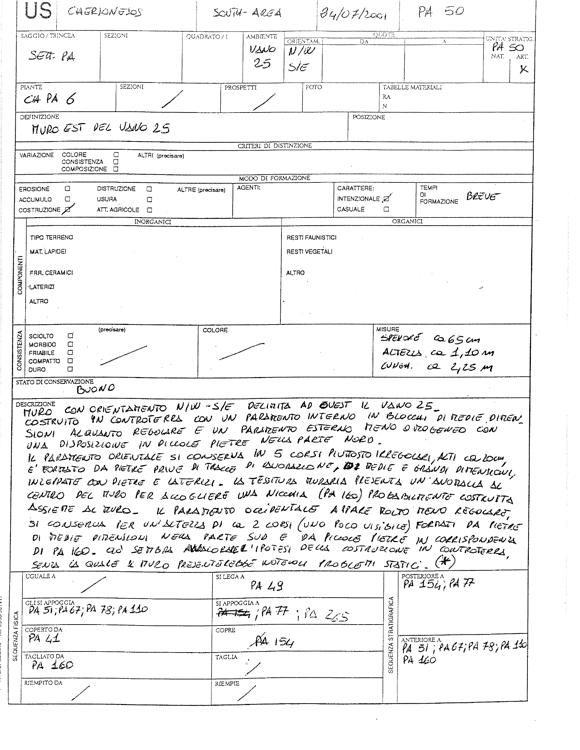 US CHERJONEJOS SOUTH-AREA 24/07/2001 PA 50
SAGGIO / TRINCEA SEZIONI QUADRATO / I AMBIENTE QUOTE UNITA' STRATIG.
ORIENTAM. DA A
SETT. PA VANO 25 N/W S/E PA 50
NAT. ART.
X
PIANTE SEZIONI PROSPETTI FOTO TABELLE MATERIALI
CH PA 6 / / RA
N
DEFINIZIONE POSIZIONE
MURO EST DEL VANO 25
CRITERI DI DISTINZIONE
VARIAZIONE COLORE ALTRI (precisare)
CONSISTENZA
COMPOSIZIONE
MODO DI FORMAZIONE
EROSIONE DISTRUZIONE ALTRE (precisare) AGENTI: CARATTERE: TEMPI
ACCUMULO USURA INTENZIONALE DI BREVE
COSTRUZIONE ATT. AGRICOLE CASUALE FORMAZIONE
INORGANICI ORGANICI
COMPONENTI
TIPO TERRENO RESTI FAUNISTICI
MAT. LAPIDEI RESTI VEGETALI
FRR. CERAMICI ALTRO
LATERIZI
ALTRO
CONSISTENZA (precisare) COLORE MISURE
SCIOLTO SPESSORE ca 65 cm
MORBIDO
FRIABILE ALTEZZA ca 1,10 m
COMPATTO
DURO LUNGH. ca 2,25 m
STATO DI CONSERVAZIONE
BUONO
DESCRIZIONE
MURO CON ORIENTAMENTO N/W - S/E DELIMITA AD OUEST IL VANO 25.
COSTRUITO IN CONTROTERRA CON UN PARAMENTO INTERNO IN BLOCCHI DI MEDIE DIMEN-
SIONI ALQUANTO REGOLARE E UN PARAMENTO ESTERNO MENO OMOGENEO CON
UNA DISPOSIZIONE IN PICCOLE PIETRE NELLA PARTE NORD.
IL PARAMENTO ORIENTALE SI CONSERVA IN 5 CORSI PIUTTOSTO IRREGOLARI, ALTI ca 20cm,
E' FORMATO DA PIETRE PRIVE DI TRACCE DI LAVORAZIONE, DI MEDIE E GRANDI DIMENSIONI,
INZEPPATE CON PIETRE E LATERIZI. LA TESSITURA MURARIA PRESENTA UN'ANOMALIA AL
CENTRO DEL MURO PER ACCOGLIERE UNA NICCHIA (PA 160) PROBABILMENTE COSTRUITA
ASSIEME AL MURO. IL PARAMENTO OCCIDENTALE APPARE MOLTO MENO REGOLARE,
SI CONSERVA PER UN'ALTEZZA DI ca 2 CORSI (UNO POCO VISIBILE) FORMATI DA PIETRE
DI MEDIE DIMENSIONI NELLA PARTE SUD E DA PICCOLE PIETRE IN CORRISPONDENZA
DI PA 160. CIÒ SEMBRA AVVALORARE L'IPOTESI DELLA COSTRUZIONE IN CONTROTERRA,
SENZA LA QUALE IL MURO PRESENTEREBBE NOTEVOLI PROBLEMI STATICI. (*)
SEQUENZA FISICA
UGUALE A SI LEGA A
/ PA 49
GLI SI APPOGGIA SI APPOGGIA A
PA 51; PA 67; PA 78; PA 110 PA 154; PA 77; PA 265
COPERTO DA COPRE
PA 41 PA 154
TAGLIATO DA TAGLIA
PA 160 /
RIEMPITO DA RIEMPIE
/ /
SEQUENZA STRATIGRAFICA
POSTERIORE A
PA 154; PA 77
ANTERIORE A
PA 51; PA 67; PA 78; PA 110
PA 160